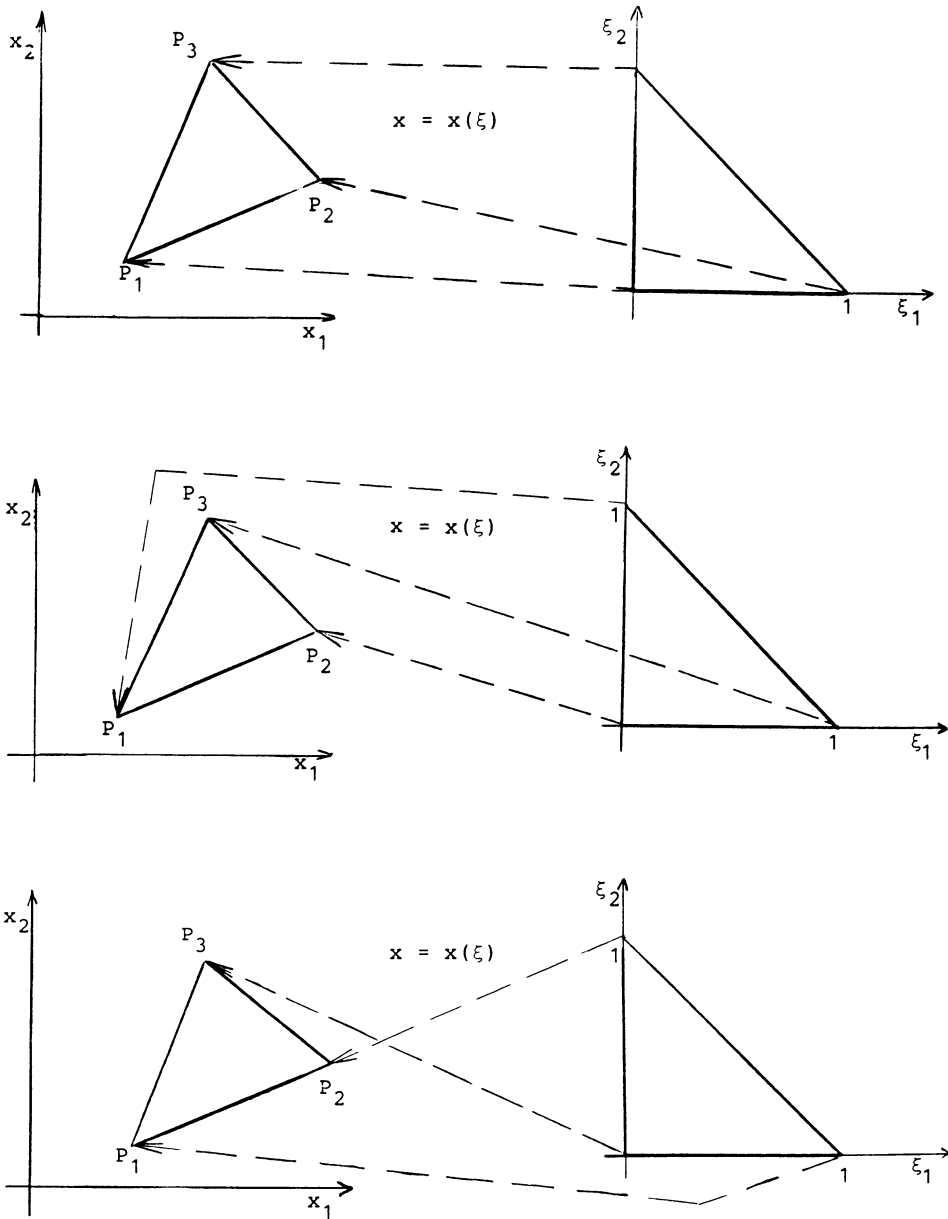 x₂ P₃ ξ₂
x = x(ξ)
P₂
P₁
1 ξ₁
x₁
ξ₂
x₂ P₃ 1
x = x(ξ)
P₂
P₁
1 ξ₁
x₁
ξ₂
x₂ P₃
x = x(ξ) 1
P₂
P₁
1 ξ₁
x₁